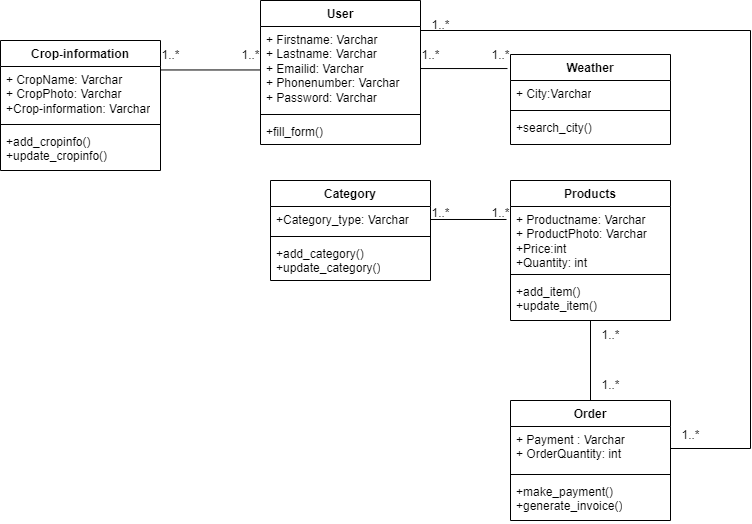 User
+ Firstname: Varchar
+ Lastname: Varchar
+ Emailid: Varchar
+ Phonenumber: Varchar
+ Password: Varchar
+fill_form()
1..*
Crop-information
+ CropName: Varchar
+ CropPhoto: Varchar
+Crop-information: Varchar
+add_cropinfo()
+update_cropinfo()
1..*
1..*
1..*
1..*
Weather
+ City:Varchar
+search_city()
Category
+Category_type: Varchar
+add_category()
+update_category()
1..*
1..*
Products
+ Productname: Varchar
+ ProductPhoto: Varchar
+Price:int
+Quantity: int
+add_item()
+update_item()
1..*
1..*
Order
+ Payment : Varchar
+ OrderQuantity: int
+make_payment()
+generate_invoice()
1..*